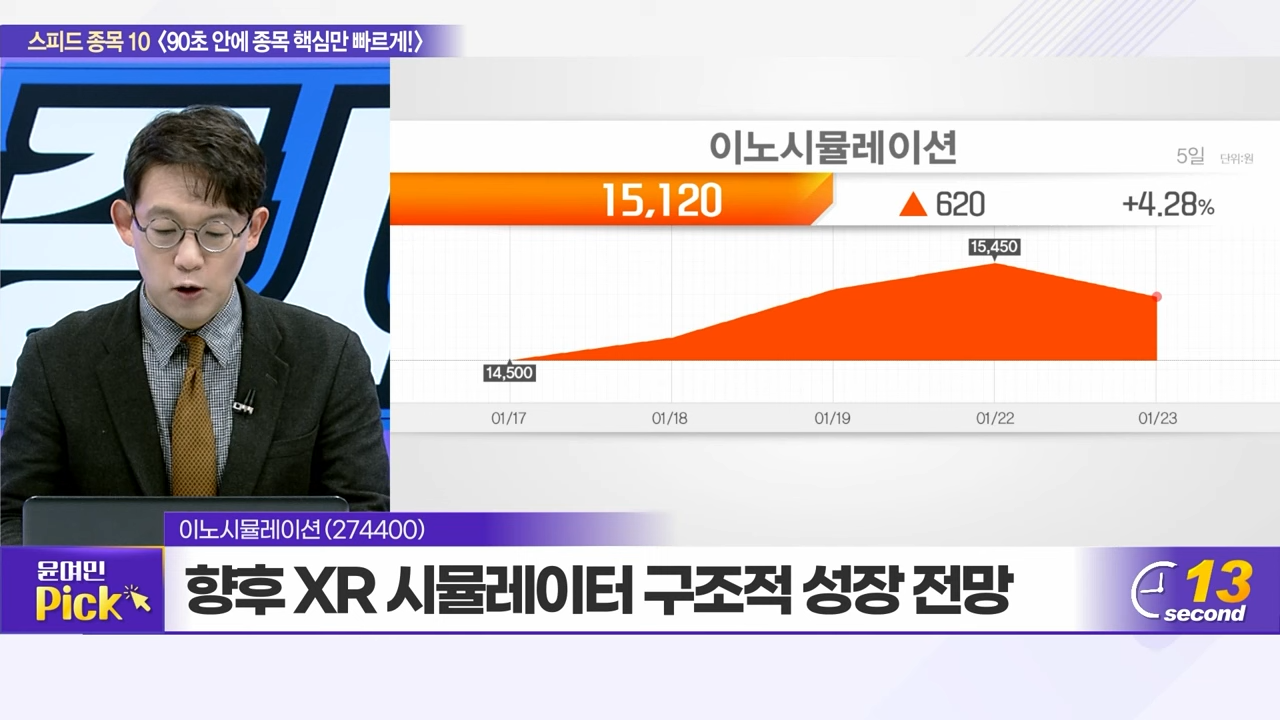 스피드 종목 10 〈90초 안에 종목 핵심만 빠르게!〉
이노시뮬레이션
5일 단위:원
15,120 ▲ 620 +4.28%
15,450
14,500
01/17 01/18 01/19 01/22 01/23
이노시뮬레이션(274400)
윤여민
Pick
향후 XR 시뮬레이터 구조적 성장 전망
13
second